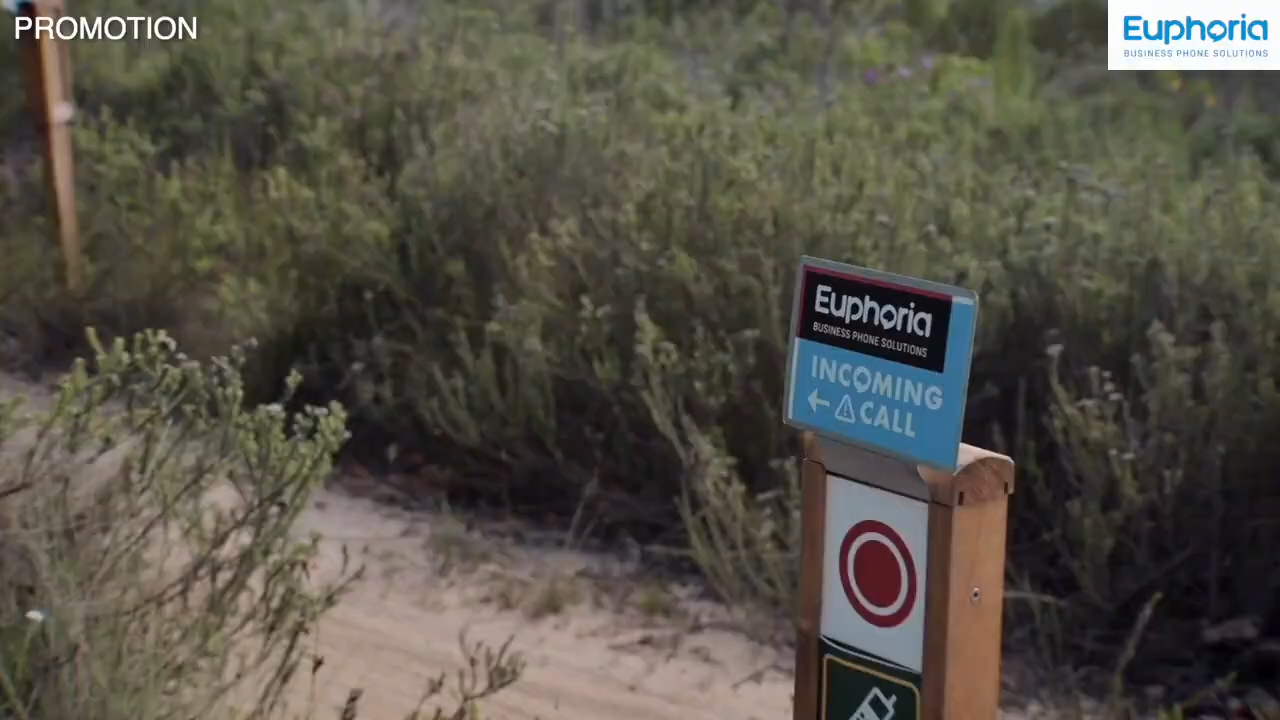 PROMOTION
Euphoria
BUSINESS PHONE SOLUTIONS
Euphoria
BUSINESS PHONE SOLUTIONS
INCOMING
CALL